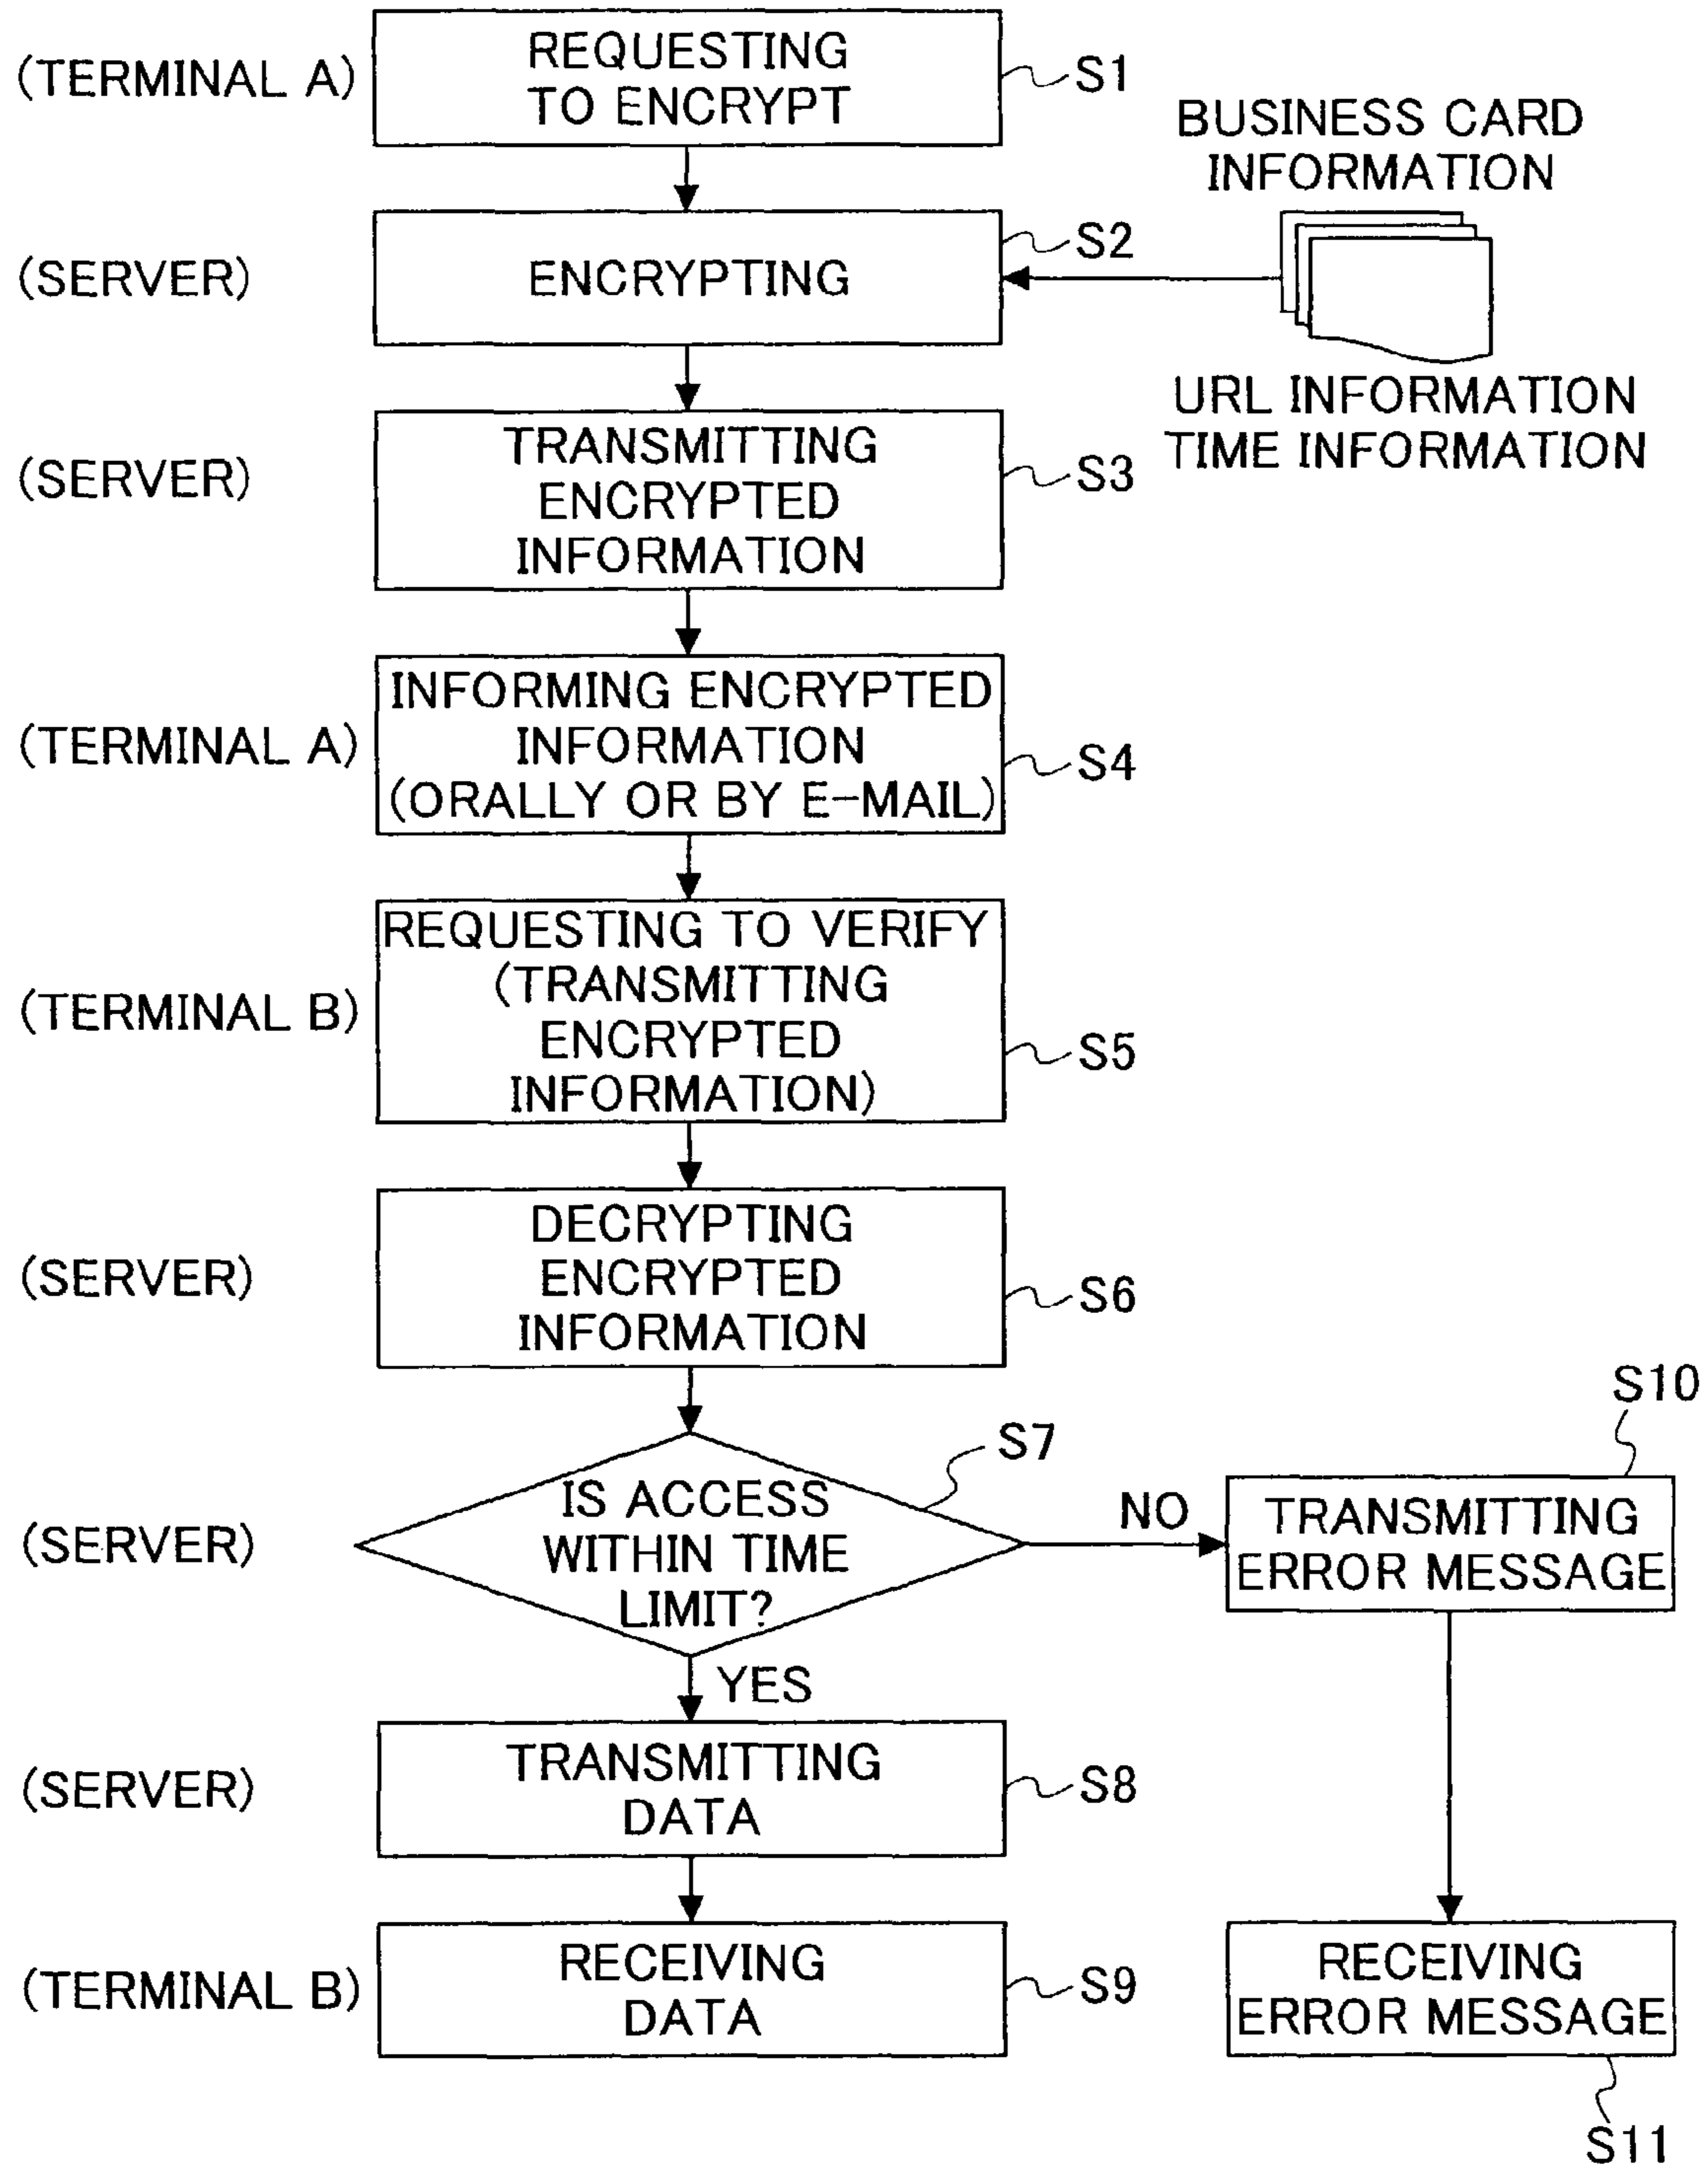 (TERMINAL A)
REQUESTING
TO ENCRYPT
S1
BUSINESS CARD
INFORMATION
(SERVER)
ENCRYPTING
S2
URL INFORMATION
TIME INFORMATION
(SERVER)
TRANSMITTING
ENCRYPTED
INFORMATION
S3
(TERMINAL A)
INFORMING ENCRYPTED
INFORMATION
(ORALLY OR BY E-MAIL)
S4
(TERMINAL B)
REQUESTING TO VERIFY
(TRANSMITTING
ENCRYPTED
INFORMATION)
S5
(SERVER)
DECRYPTING
ENCRYPTED
INFORMATION
S6
(SERVER)
IS ACCESS
WITHIN TIME
LIMIT?
S7
NO
S10
TRANSMITTING
ERROR MESSAGE
YES
(SERVER)
TRANSMITTING
DATA
S8
(TERMINAL B)
RECEIVING
DATA
S9
RECEIVING
ERROR MESSAGE
S11